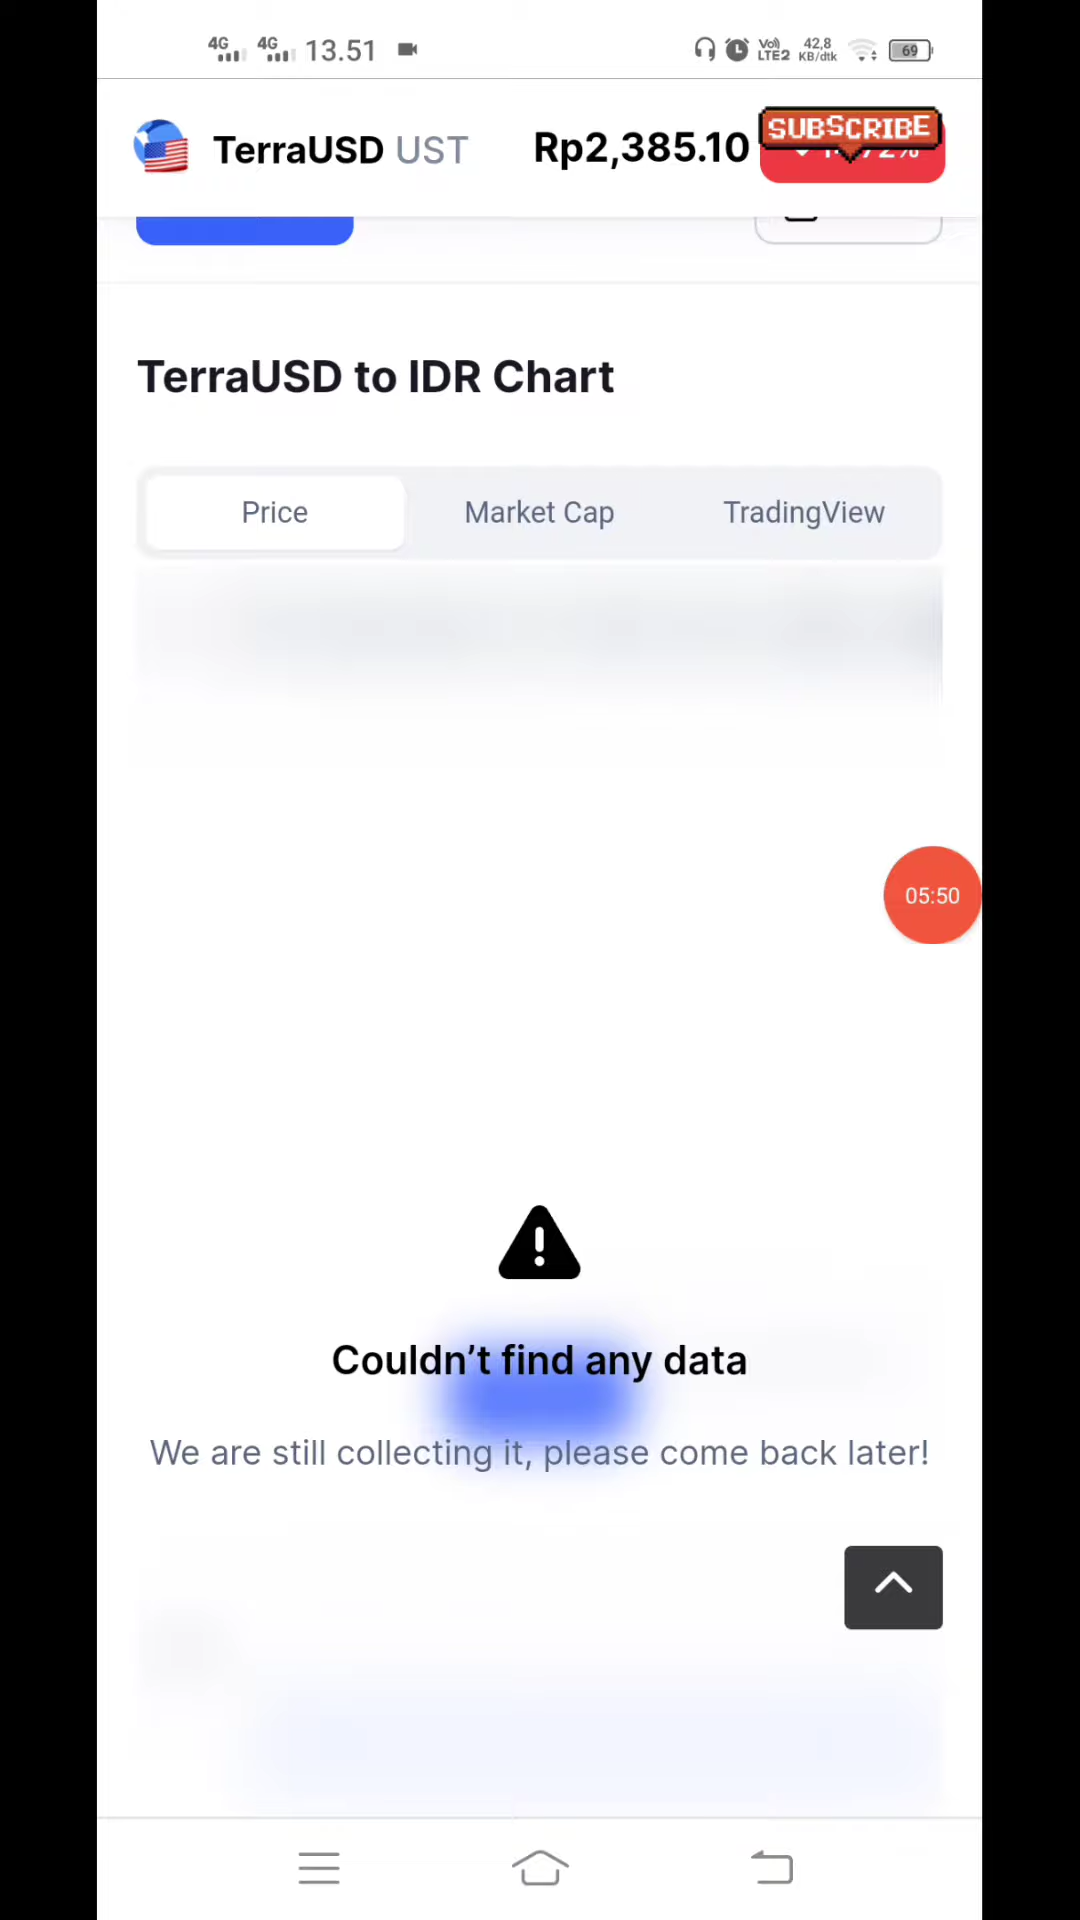 4G 4G 13.51 Vo) LTE2 42,8 KB/dtk 69
TerraUSD UST Rp2,385.10 SUBSCRIBE
TerraUSD to IDR Chart
Price Market Cap TradingView
05:50
Couldn’t find any data
We are still collecting it, please come back later!